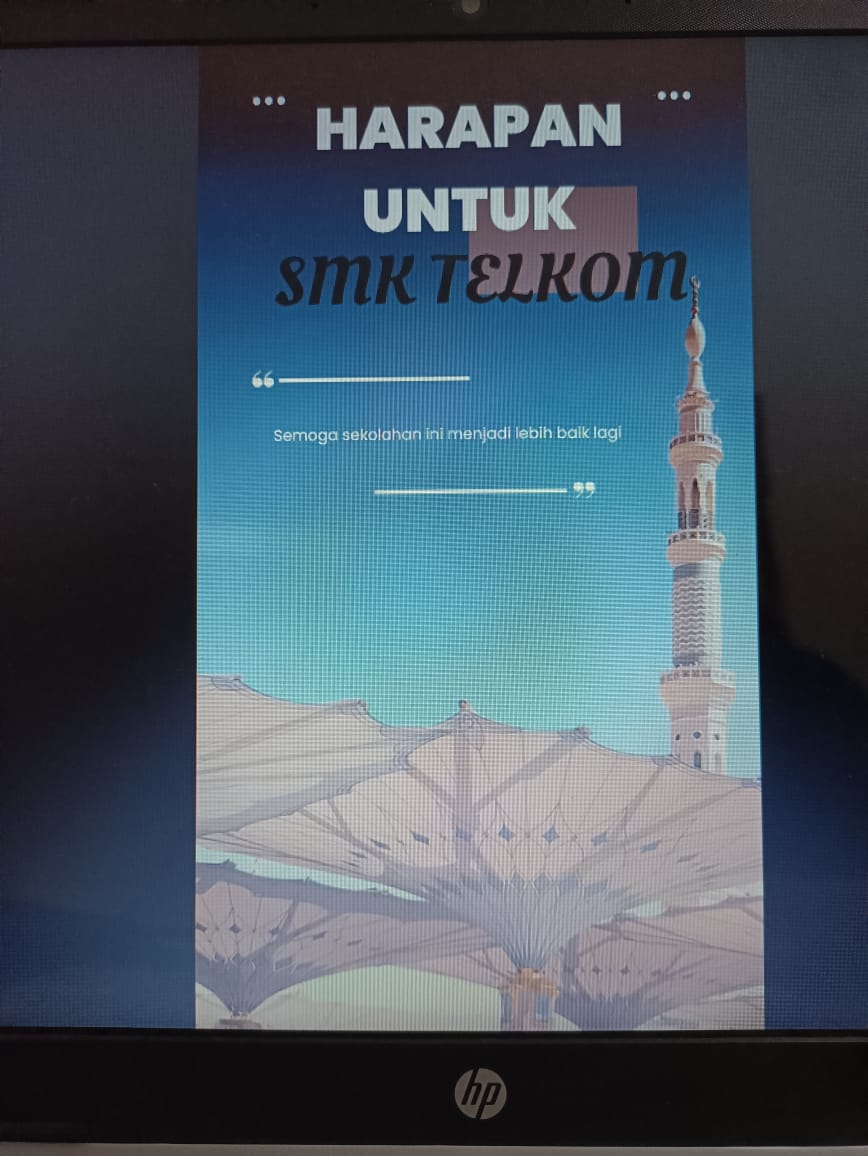 HARAPAN
UNTUK
SMK TELKOM
Semoga sekolahan ini menjadi lebih baik lagi
hp